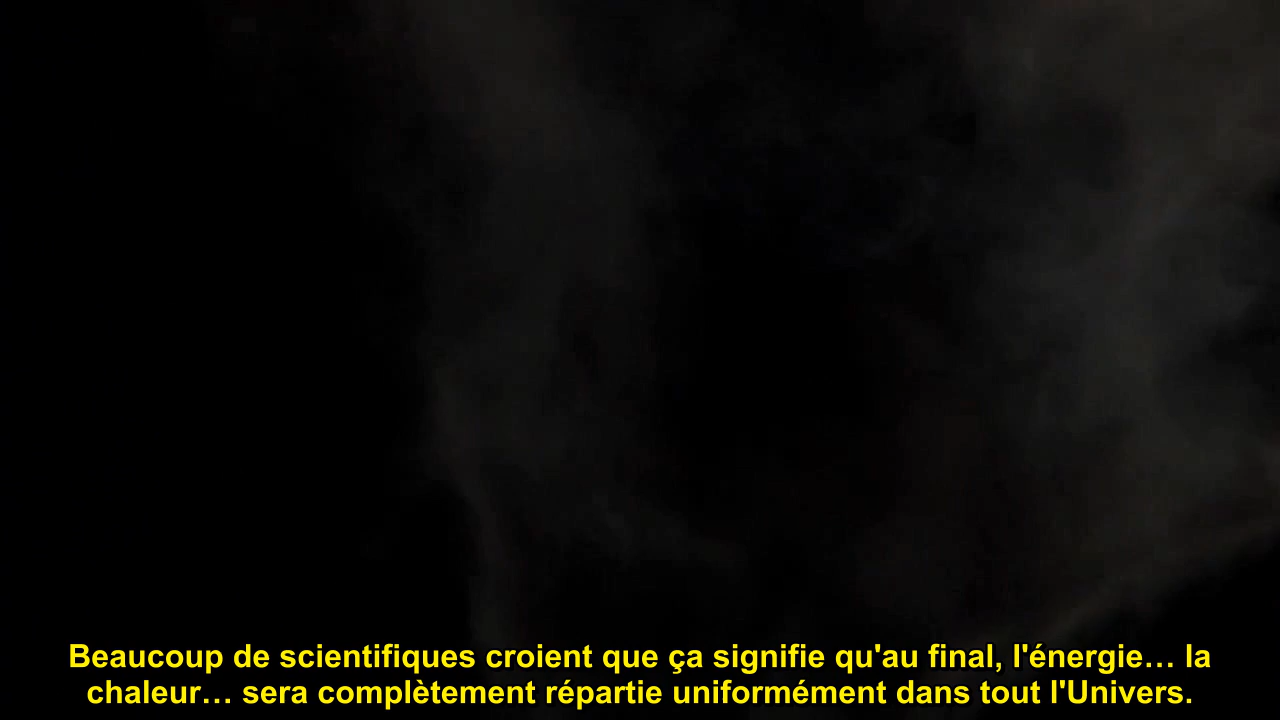 Beaucoup de scientifiques croient que ça signifie qu'au final, l'énergie… la
chaleur… sera complètement répartie uniformément dans tout l'Univers.